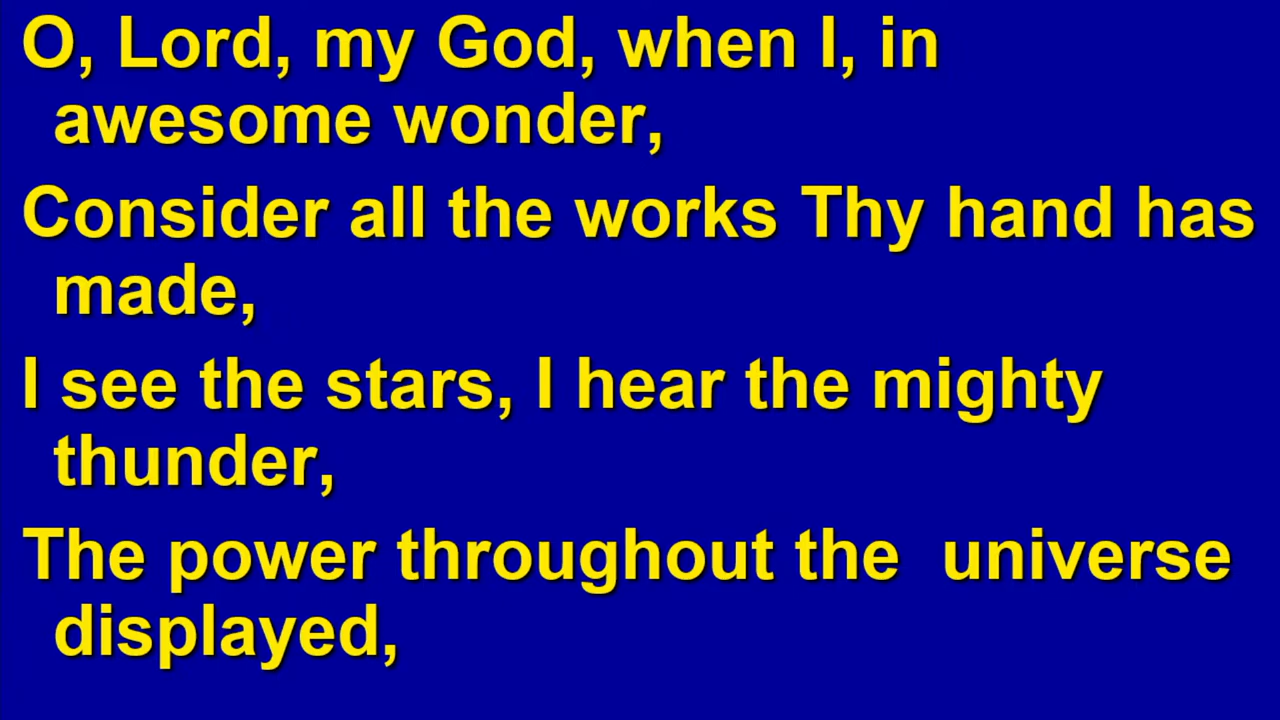 O, Lord, my God, when I, in
awesome wonder,
Consider all the works Thy hand has
made,
I see the stars, I hear the mighty
thunder,
The power throughout the  universe
displayed,